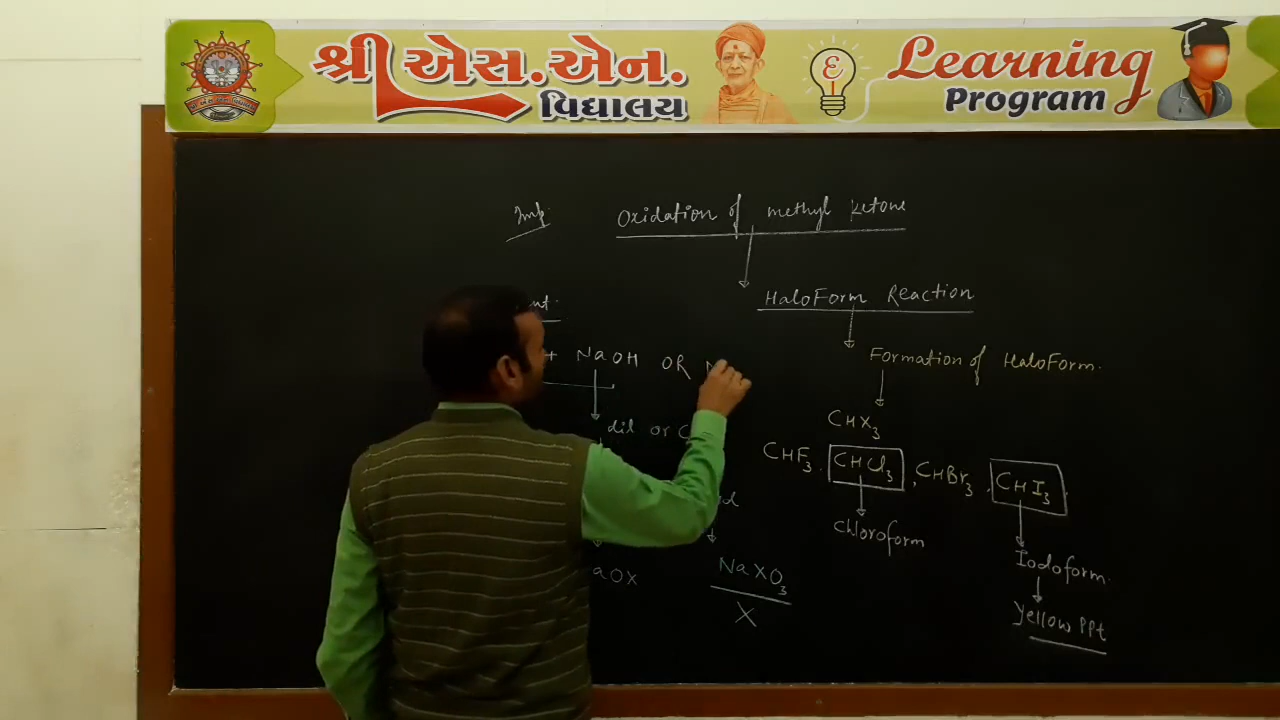 શ્રી એસ.એન. વિદ્યાલય
Learning Program
Imp.
Oxidation of methyl Ketone
HaloForm Reaction
+ NaOH OR N
Formation of HaloForm.
dil or C
CHX3
CHF3, CHCl3, CHBr3, CHI3
Chloroform
aOX
NaXO3
X
Iodoform.
Yellow PPt